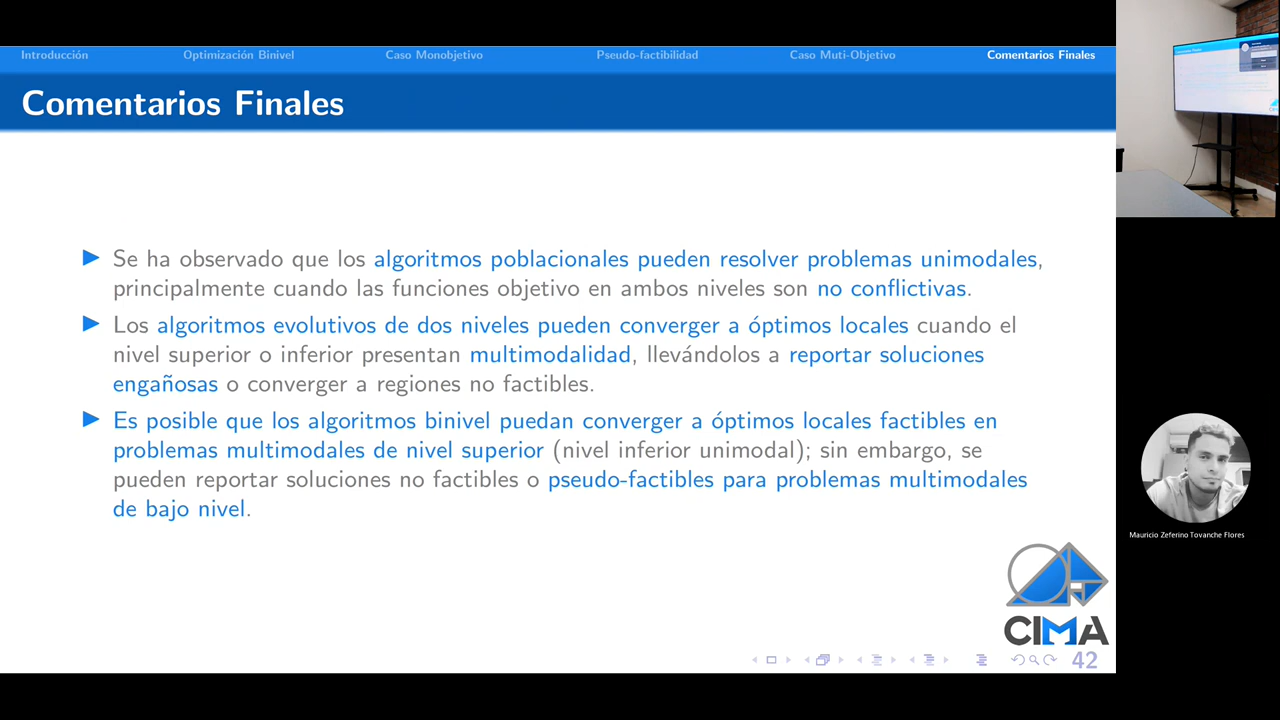 Introducción Optimización Binivel Caso Monobjetivo Pseudo-factibilidad Caso Muti-Objetivo Comentarios Finales
Comentarios Finales
Se ha observado que los algoritmos poblacionales pueden resolver problemas unimodales,
principalmente cuando las funciones objetivo en ambos niveles son no conflictivas.
Los algoritmos evolutivos de dos niveles pueden converger a óptimos locales cuando el
nivel superior o inferior presentan multimodalidad, llevándolos a reportar soluciones
engañosas o converger a regiones no factibles.
Es posible que los algoritmos binivel puedan converger a óptimos locales factibles en
problemas multimodales de nivel superior (nivel inferior unimodal); sin embargo, se
pueden reportar soluciones no factibles o pseudo-factibles para problemas multimodales
de bajo nivel.
CIMA
42
Mauricio Zeferino Tovanche Flores